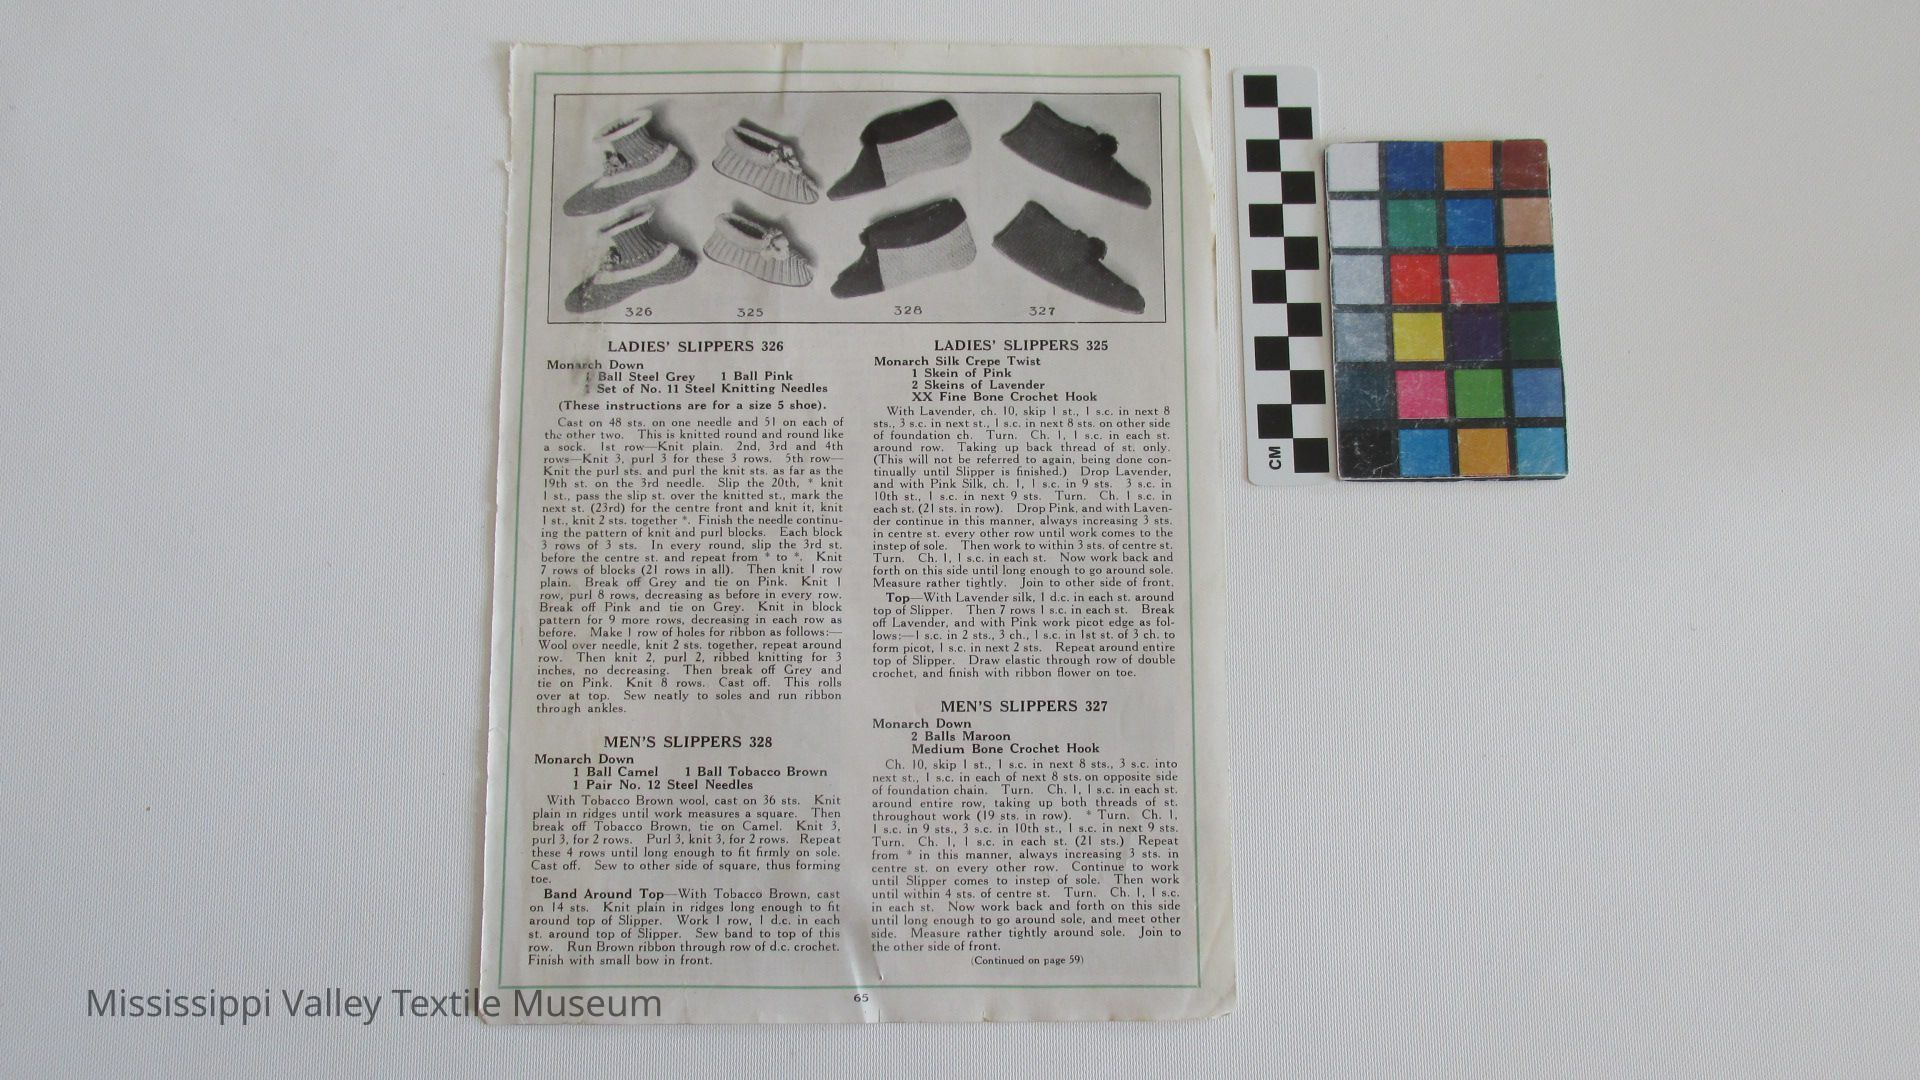 326
325
328
327
LADIES' SLIPPERS 326
Monarch Down
1 Ball Steel Grey 1 Ball Pink
1 Set of No. 11 Steel Knitting Needles
(These instructions are for a size 5 shoe).
Cast on 48 sts. on one needle and 51 on each of
the other two. This is knitted round and round like
a sock. 1st row—Knit plain. 2nd, 3rd and 4th
rows—Knit 3, purl 3 for these 3 rows. 5th row—
Knit the purl sts. and purl the knit sts. as far as the
19th st. on the 3rd needle. Slip the 20th, * knit
1 st., pass the slip st. over the knitted st., mark the
next st. (23rd) for the centre front and knit it, knit
1 st., knit 2 sts. together *. Finish the needle continu-
ing the pattern of knit and purl blocks. Each block
3 rows of 3 sts. In every round, slip the 3rd st.
before the centre st. and repeat from * to *. Knit
7 rows of blocks (21 rows in all). Then knit 1 row
plain. Break off Grey and tie on Pink. Knit 1
row, purl 8 rows, decreasing as before in every row.
Break off Pink and tie on Grey. Knit in block
pattern for 9 more rows, decreasing in each row as
before. Make 1 row of holes for ribbon as follows:—
Wool over needle, knit 2 sts. together, repeat around
row. Then knit 2, purl 2, ribbed knitting for 3
inches, no decreasing. Then break off Grey and
tie on Pink. Knit 8 rows. Cast off. This rolls
over at top. Sew neatly to soles and run ribbon
through ankles.
MEN'S SLIPPERS 328
Monarch Down
1 Ball Camel 1 Ball Tobacco Brown
1 Pair No. 12 Steel Needles
With Tobacco Brown wool, cast on 36 sts. Knit
plain in ridges until work measures a square. Then
break off Tobacco Brown, tie on Camel. Knit 3,
purl 3, for 2 rows. Purl 3, knit 3, for 2 rows. Repeat
these 4 rows until long enough to fit firmly on sole.
Cast off. Sew to other side of square, thus forming
toe.
Band Around Top—With Tobacco Brown, cast
on 14 sts. Knit plain in ridges long enough to fit
around top of Slipper. Work 1 row, 1 d.c. in each
st. around top of Slipper. Sew band to top of this
row. Run Brown ribbon through row of d.c. crochet.
Finish with small bow in front.
LADIES' SLIPPERS 325
Monarch Silk Crepe Twist
1 Skein of Pink
2 Skeins of Lavender
XX Fine Bone Crochet Hook
With Lavender, ch. 10, skip 1 st., 1 s.c. in next 8
sts., 3 s.c. in next st., 1 s.c. in next 8 sts. on other side
of foundation ch. Turn. Ch. 1, 1 s.c. in each st.
around row. Taking up back thread of st. only.
(This will not be referred to again, being done con-
tinually until Slipper is finished.) Drop Lavender,
and with Pink Silk, ch. 1, 1 s.c. in 9 sts. 3 s.c. in
10th st., 1 s.c. in next 9 sts. Turn. Ch. 1 s.c. in
each st. (21 sts. in row). Drop Pink, and with Laven-
der continue in this manner, always increasing 3 sts.
in centre st. every other row until work comes to the
instep of sole. Then work to within 3 sts. of centre st.
Turn. Ch. 1, 1 s.c. in each st. Now work back and
forth on this side until long enough to go around sole.
Measure rather tightly. Join to other side of front.
Top—With Lavender silk, 1 d.c. in each st. around
top of Slipper. Then 7 rows 1 s.c. in each st. Break
off Lavender, and with Pink work picot edge as fol-
lows:—1 s.c. in 2 sts., 3 ch., 1 s.c. in 1st st. of 3 ch. to
form picot, 1 s.c. in next 2 sts. Repeat around entire
top of Slipper. Draw elastic through row of double
crochet, and finish with ribbon flower on toe.
MEN'S SLIPPERS 327
Monarch Down
2 Balls Maroon
Medium Bone Crochet Hook
Ch. 10, skip 1 st., 1 s.c. in next 8 sts., 3 s.c. into
next st., 1 s.c. in each of next 8 sts. on opposite side
of foundation chain. Turn. Ch. 1, 1 s.c. in each st.
around entire row, taking up both threads of st.
throughout work (19 sts. in row). * Turn. Ch. 1,
1 s.c. in 9 sts., 3 s.c. in 10th st., 1 s.c. in next 9 sts.
Turn. Ch. 1, 1 s.c. in each st. (21 sts.) Repeat
from * in this manner, always increasing 3 sts. in
centre st. on every other row. Continue to work
until Slipper comes to instep of sole. Then work
until within 4 sts. of centre st. Turn. Ch. 1, 1 s.c.
in each st. Now work back and forth on this side
until long enough to go around sole, and meet other
side. Measure rather tightly around sole. Join to
the other side of front.
(Continued on page 59)
65
CM
Mississippi Valley Textile Museum